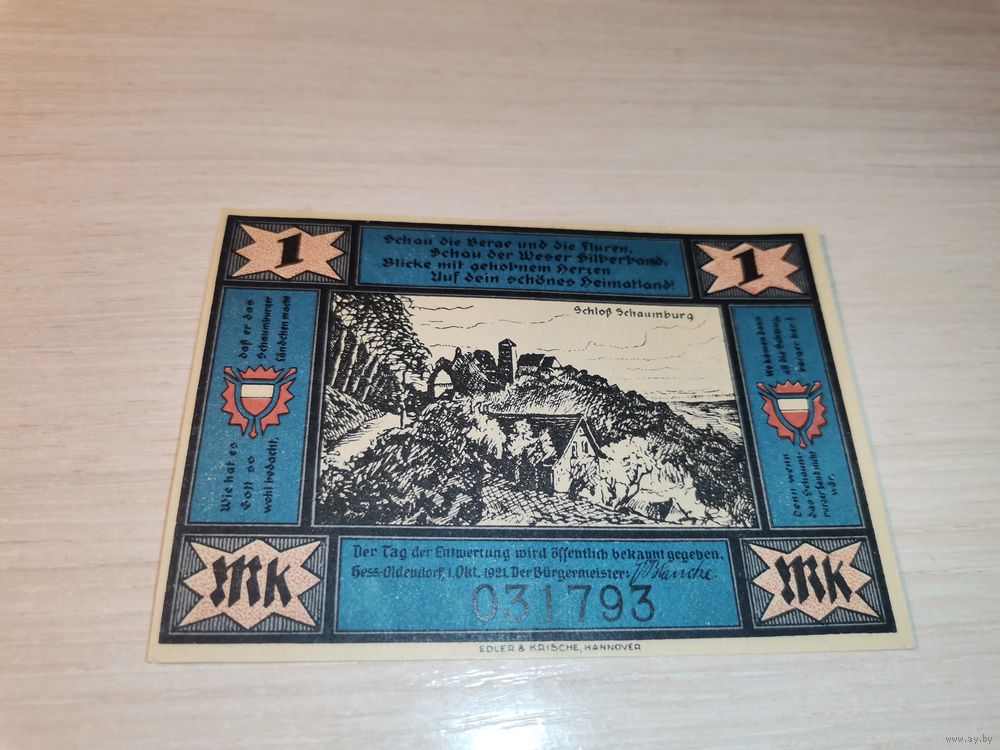 1
Schau die Berge und die Fluren,
Schau der Weser Silberband,
Blicke mit gehobnem Herzen
Auf dein schönes Heimatland!
1
Schloß Schaumburg
Wie hat es
Gott so
wohl bedacht,
daß er das
Schaumburger
Ländchen macht
Denn wenn
das Schaum-
burger Land nicht
wär,
Wo kämen dann
all die Schaum-
burger her?
Mk
Der Tag der Entwertung wird öffentlich bekannt gegeben.
Hess.-Oldendorf, 1. Okt. 1921. Der Bürgermeister:
031793
Mk
EDLER & KRISCHE, HANNOVER
www.ay.by